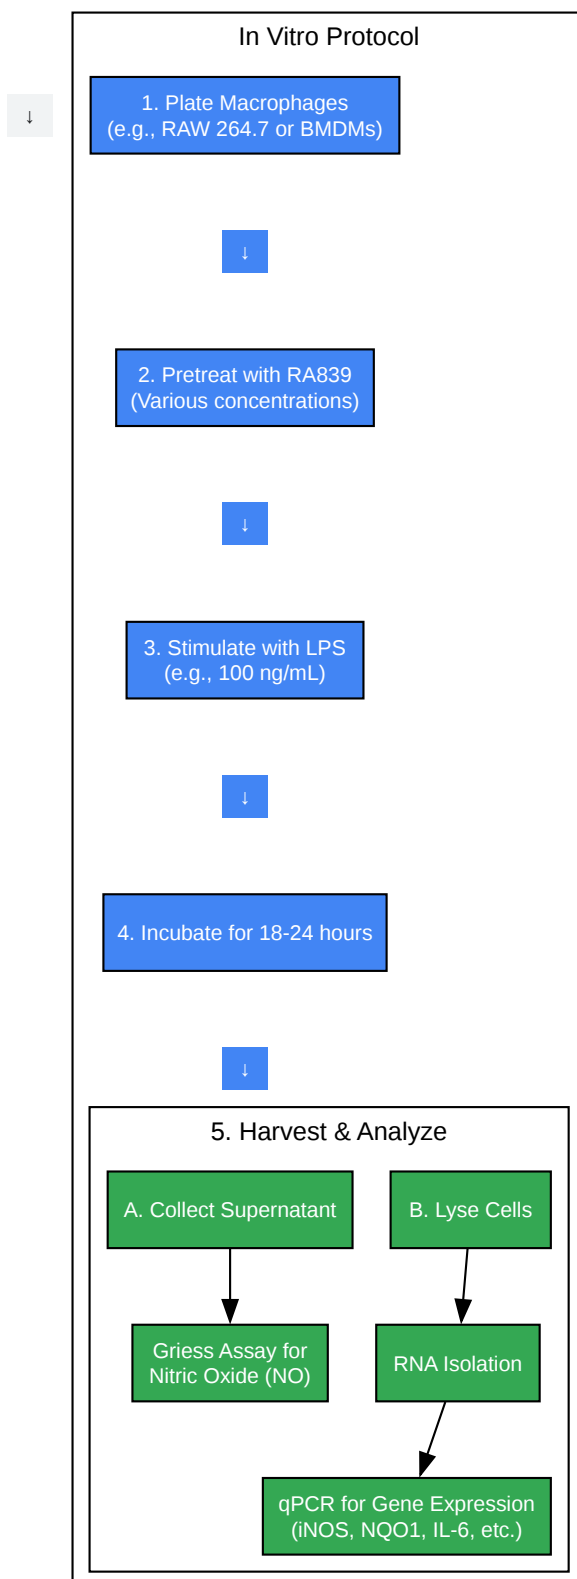 In Vitro Protocol
↓
1. Plate Macrophages
(e.g., RAW 264.7 or BMDMs)
↓
2. Pretreat with RA839
(Various concentrations)
↓
3. Stimulate with LPS
(e.g., 100 ng/mL)
↓
4. Incubate for 18-24 hours
↓
5. Harvest & Analyze
A. Collect Supernatant
B. Lyse Cells
Griess Assay for
Nitric Oxide (NO)
RNA Isolation
qPCR for Gene Expression
(iNOS, NQO1, IL-6, etc.)